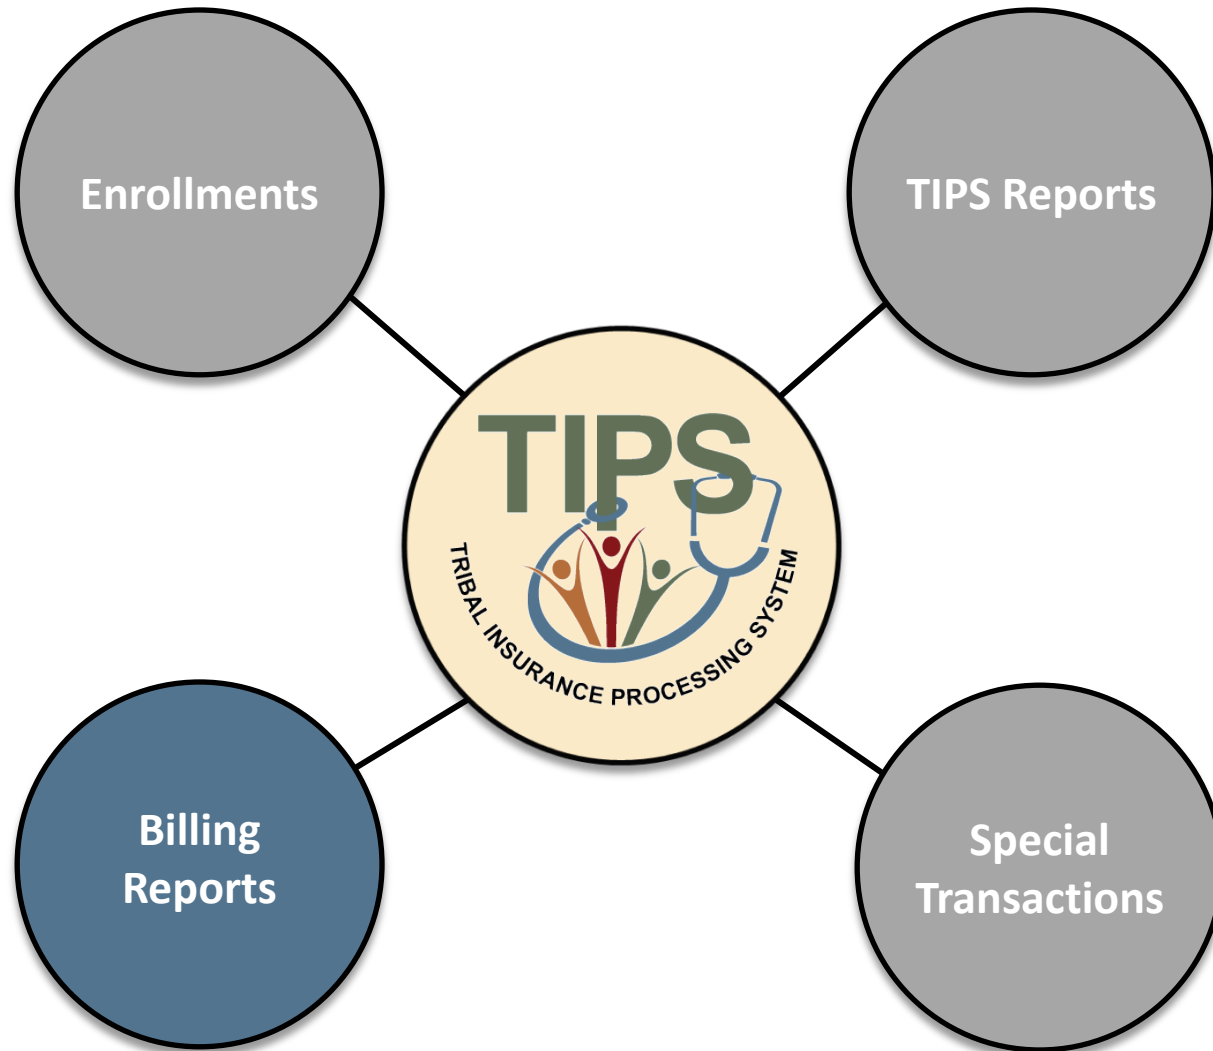 Enrollments
TIPS Reports
TIPS
TRIBAL INSURANCE PROCESSING SYSTEM
Billing
Reports
Special
Transactions